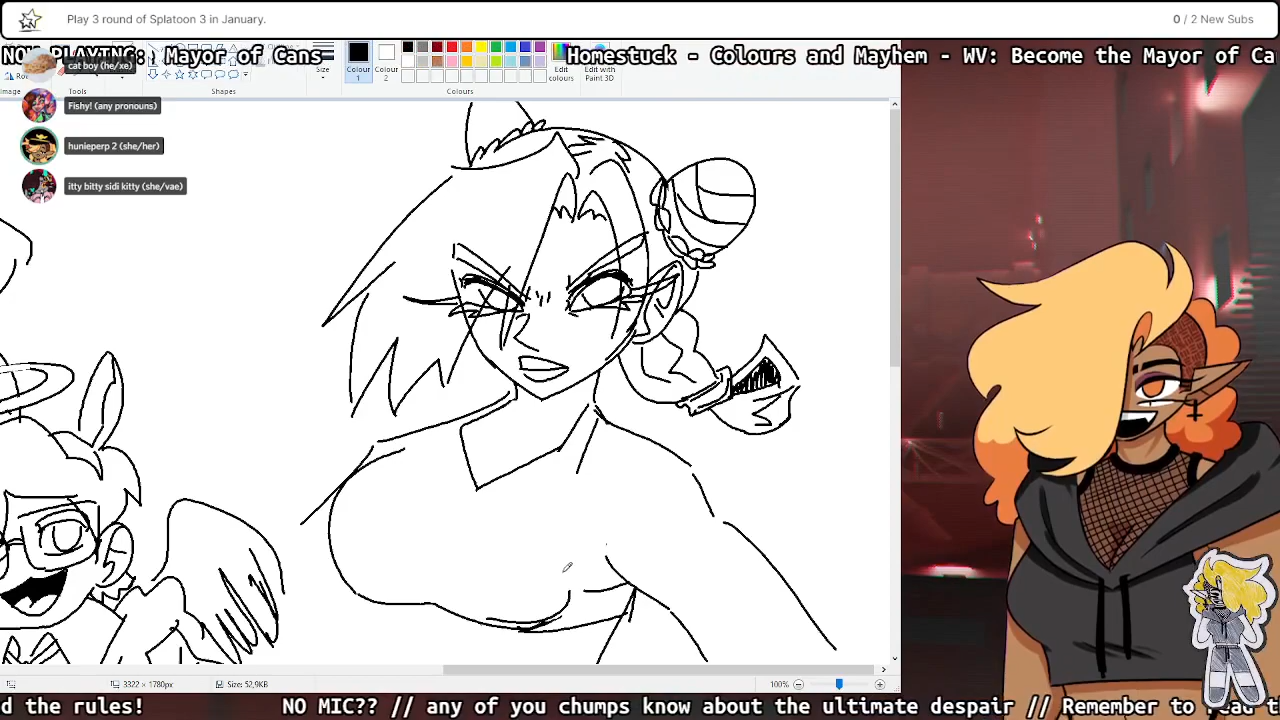 Play 3 round of Splatoon 3 in January.
0 / 2 New Subs
NOW PLAYING: Mayor of Cans
Homestuck - Colours and Mayhem - WV: Become the Mayor of Ca
cat boy (he/xe)
Size
Colour 1
Colour 2
Edit colours
Edit with Paint 3D
Image
Tools
Shapes
Colours
Fishy! (any pronouns)
hunieperp 2 (she/her)
itty bitty sidi kitty (she/vae)
3322 × 1780px
Size: 52,9KB
100%
d the rules!
NO MIC?? // any of you chumps know about the ultimate despair // Remember to read t